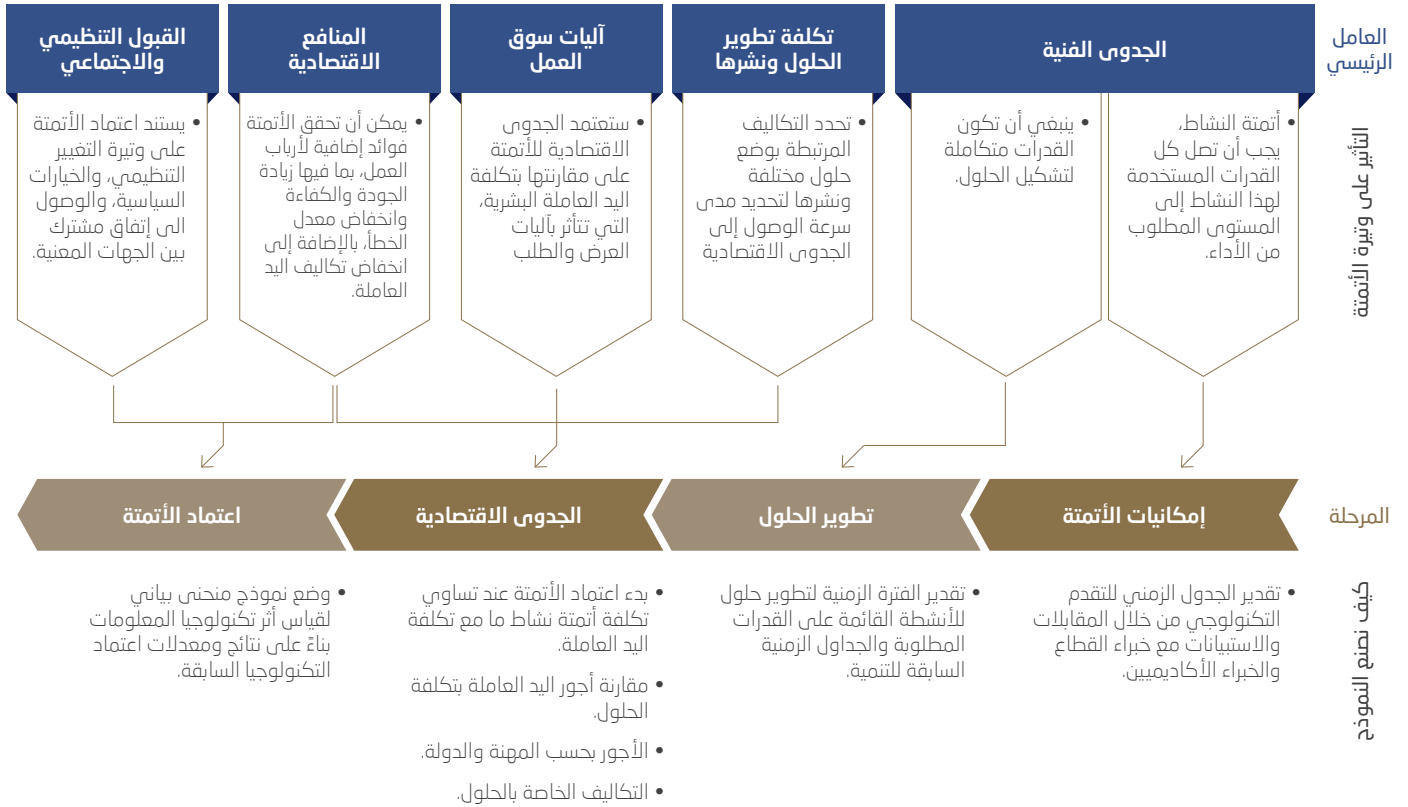 العامل
الرئيسي
الجدوى الفنية
تكلفة تطوير
الحلول ونشرها
آليات سوق
العمل
المنافع
الاقتصادية
القبول التنظيمي
والاجتماعي
التأثير على وتيرة الأتمتة
• أتمتة النشاط،
يجب أن تصل كل
القدرات المستخدمة
لهذا النشاط إلى
المستوى المطلوب
من الأداء.
• ينبغي أن تكون
القدرات متكاملة
لتشكيل الحلول.
• تحدد التكاليف
المرتبطة بوضع
حلول مختلفة
ونشرها لتحديد مدى
سرعة الوصول إلى
الجدوى الاقتصادية
• ستعتمد الجدوى
الاقتصادية للأتمتة
على مقارنتها بتكلفة
اليد العاملة البشرية،
التي تتأثر بآليات
العرض والطلب
• يمكن أن تحقق الأتمتة
فوائد إضافية لأرباب
العمل، بما فيها زيادة
الجودة والكفاءة
وانخفاض معدل
الخطأ، بالإضافة إلى
انخفاض تكاليف اليد
العاملة.
• يستند اعتماد الأتمتة
على وتيرة التغيير
التنظيمي، والخيارات
السياسية، والوصول
الى إتفاق مشترك
بين الجهات المعنية.
المرحلة
إمكانيات الأتمتة
تطوير الحلول
الجدوى الاقتصادية
اعتماد الأتمتة
كيف نضع النموذج
• تقدير الجدول الزمني للتقدم
التكنولوجي من خلال المقابلات
والاستبيانات مع خبراء القطاع
والخبراء الأكاديميين.
• تقدير الفترة الزمنية لتطوير حلول
للأنشطة القائمة على القدرات
المطلوبة والجداول الزمنية
السابقة للتنمية.
• بدء اعتماد الأتمتة عند تساوي
تكلفة أتمتة نشاط ما مع تكلفة
اليد العاملة.
• مقارنة أجور اليد العاملة بتكلفة
الحلول.
• الأجور بحسب المهنة والدولة.
• التكاليف الخاصة بالحلول.
• وضع نموذج منحنى بياني
لقياس أثر تكنولوجيا المعلومات
بناءً على نتائج ومعدلات اعتماد
التكنولوجيا السابقة.